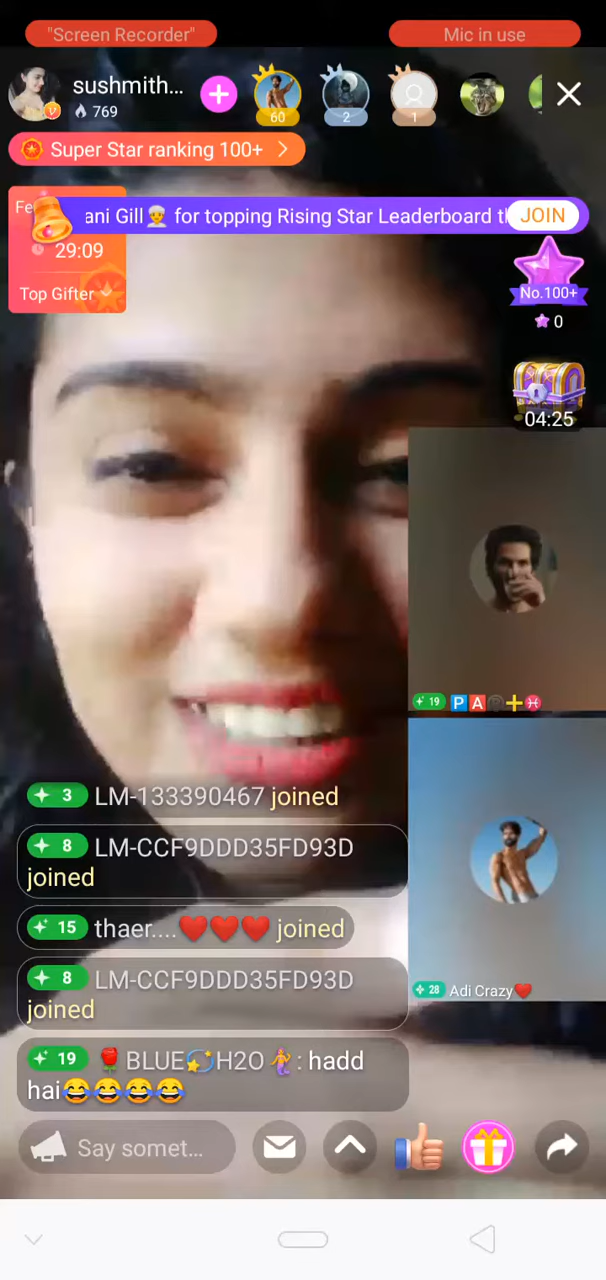 "Screen Recorder"
Mic in use
sushmith...
769
60
2
1
Super Star ranking 100+
ani Gill👳 for topping Rising Star Leaderboard
JOIN
29:09
Top Gifter
No.100+
0
04:25
19 🅿️🅰️®️➕♓
3 LM-133390467 joined
8 LM-CCF9DDD35FD93D
joined
15 thaer....❤️❤️❤️ joined
8 LM-CCF9DDD35FD93D
joined
28 Adi Crazy❤️
19 🌹BLUE💫H2O🧜‍♀️: hadd
hai😂😂😂😂
Say somet...